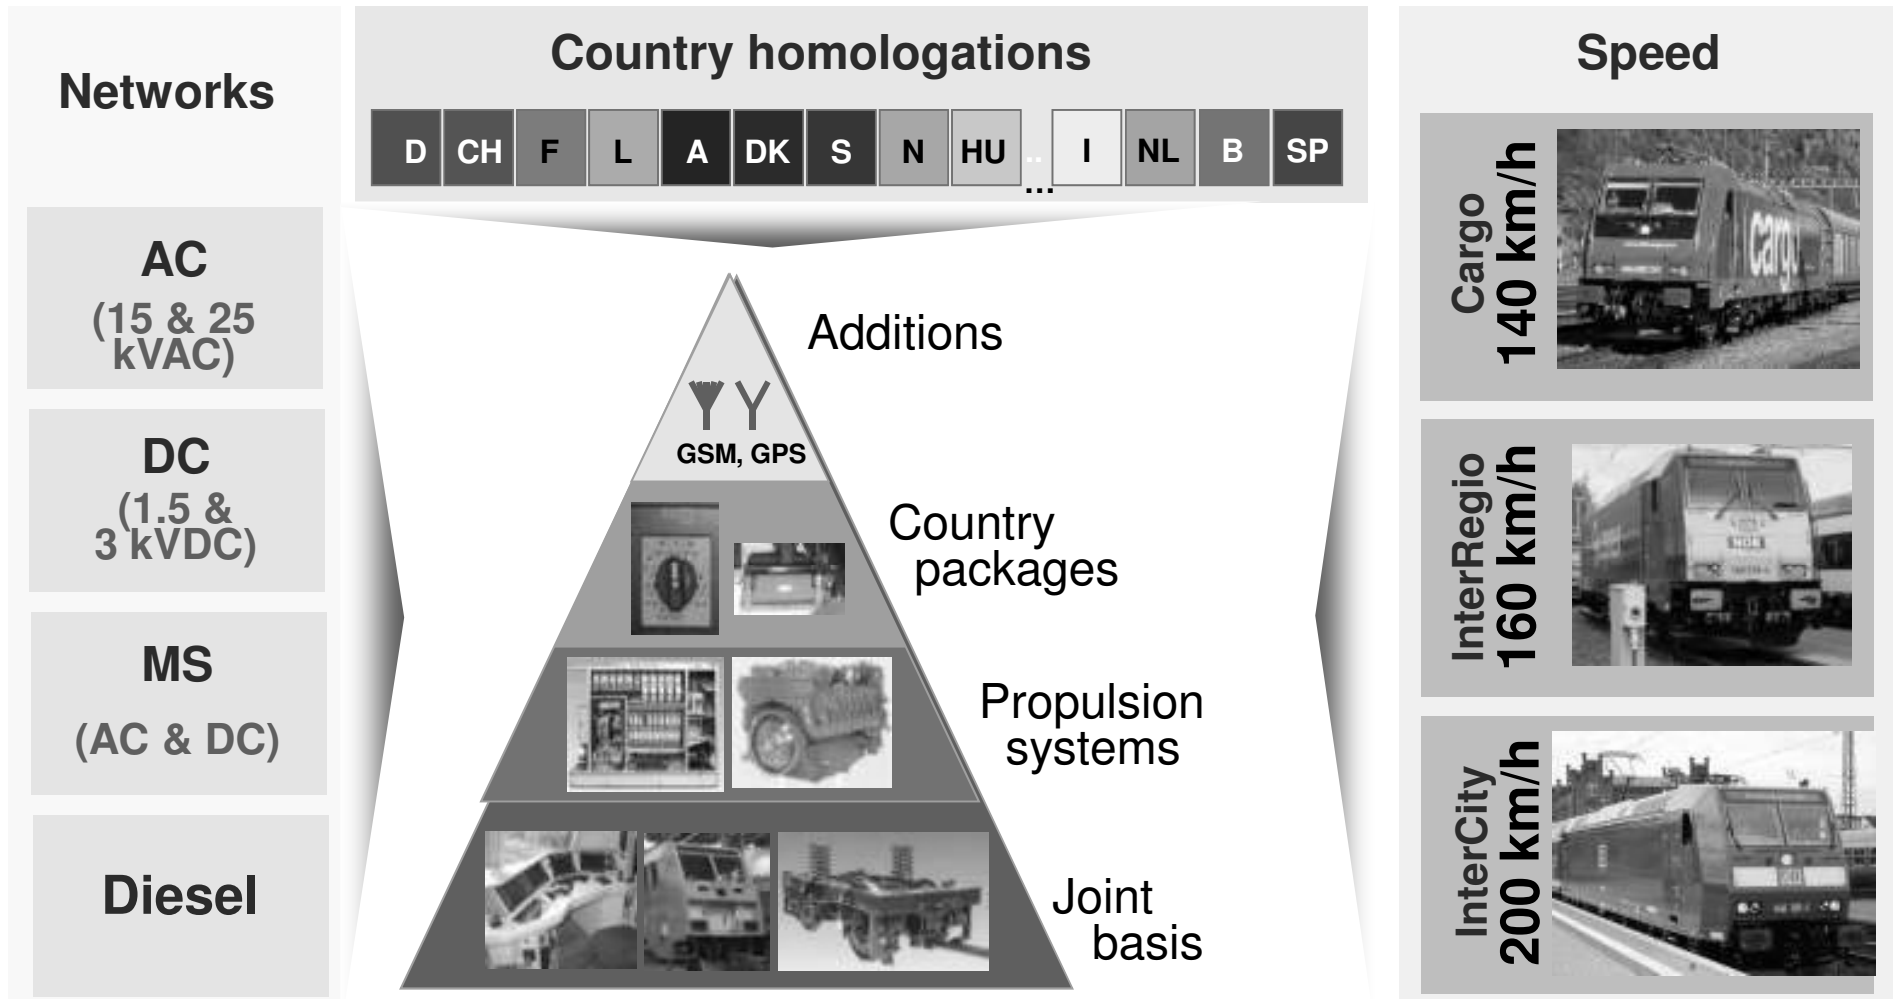 Networks
AC
(15 & 25
kVAC)
DC
(1.5 &
3 kVDC)
MS
(AC & DC)
Diesel
Country homologations
D CH F L A DK S N HU .. ... I NL B SP
Additions
GSM, GPS
Country
packages
Propulsion
systems
Joint
basis
Speed
Cargo
140 km/h
cargo
InterRegio
160 km/h
InterCity
200 km/h